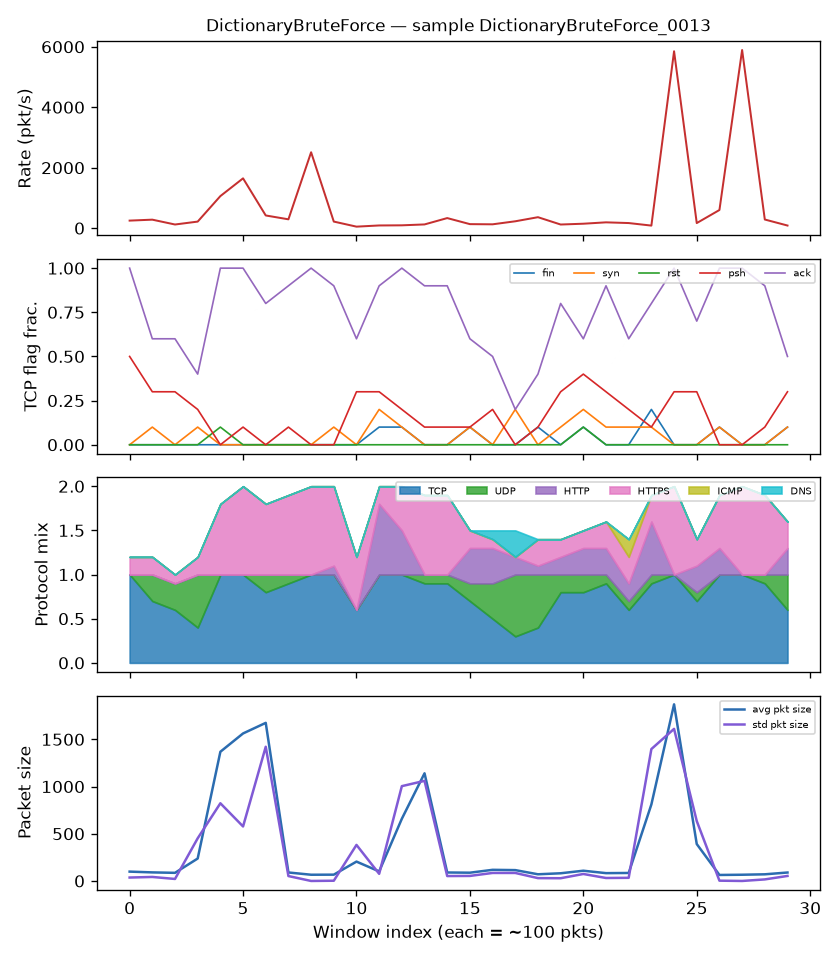 DictionaryBruteForce — sample DictionaryBruteForce_0013
6000
4000
2000
0
Rate (pkt/s)
1.00
0.75
0.50
0.25
0.00
TCP flag frac.
fin syn rst psh ack
2.0
1.5
1.0
0.5
0.0
Protocol mix
TCP UDP HTTP HTTPS ICMP DNS
1500
1000
500
0
Packet size
avg pkt size
std pkt size
0 5 10 15 20 25 30
Window index (each = ~100 pkts)